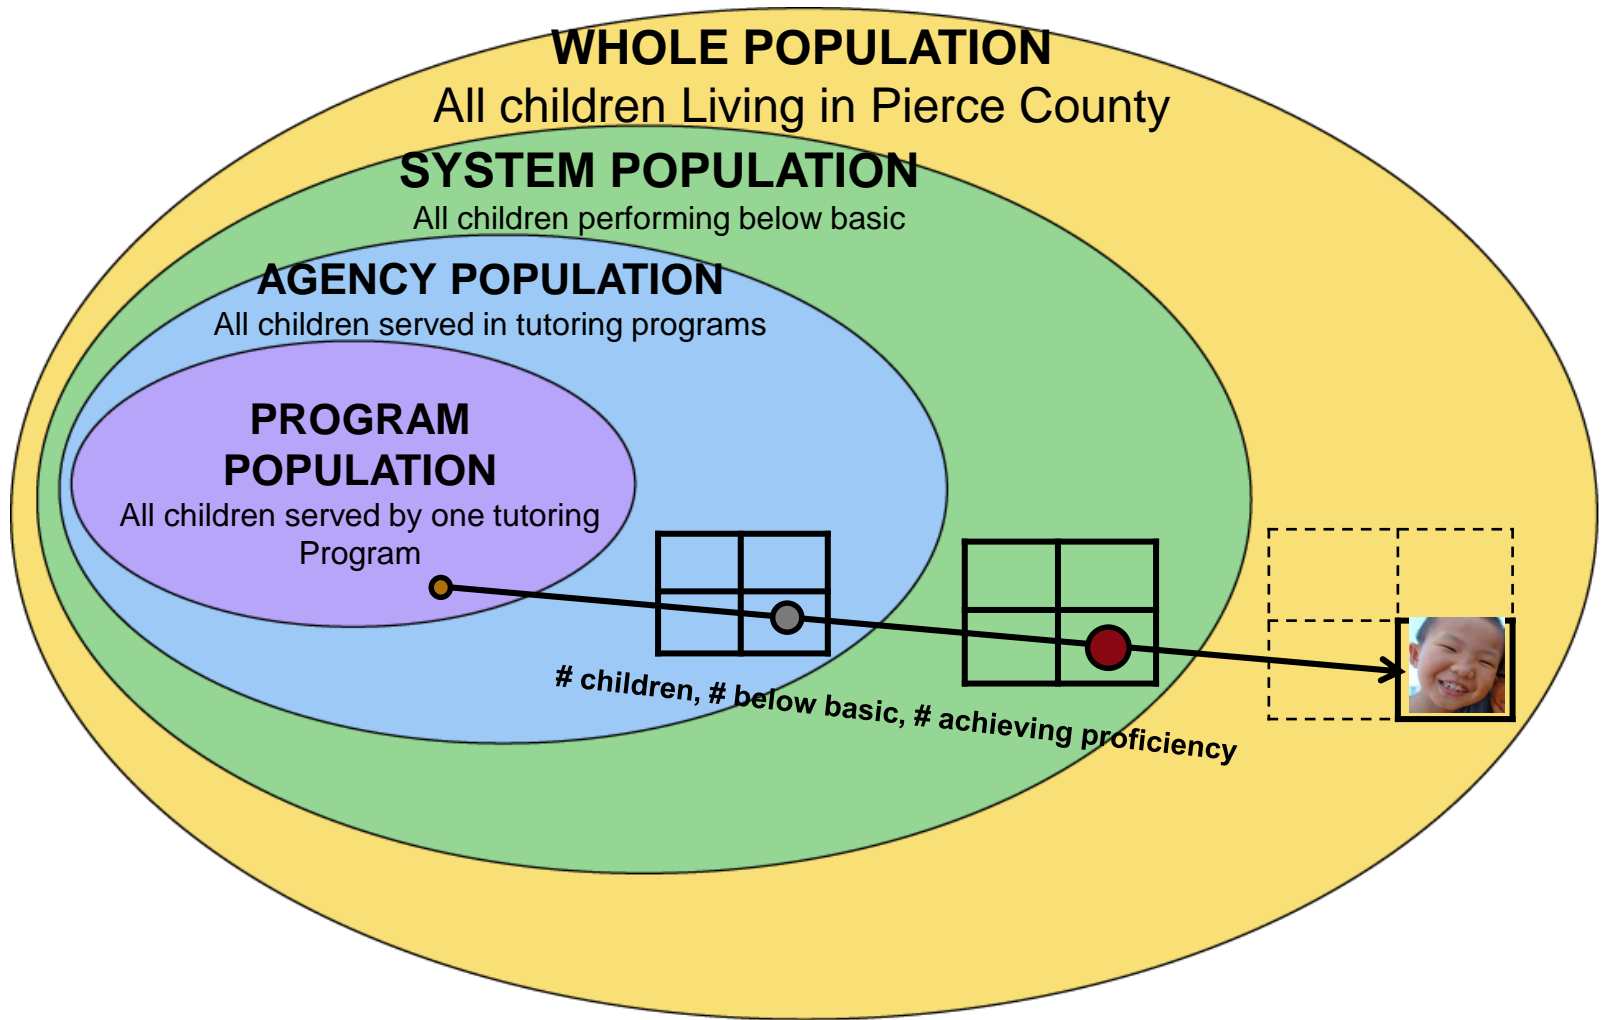 WHOLE POPULATION
All children Living in Pierce County
SYSTEM POPULATION
All children performing below basic
AGENCY POPULATION
All children served in tutoring programs
PROGRAM
POPULATION
All children served by one tutoring
Program
# children, # below basic, # achieving proficiency